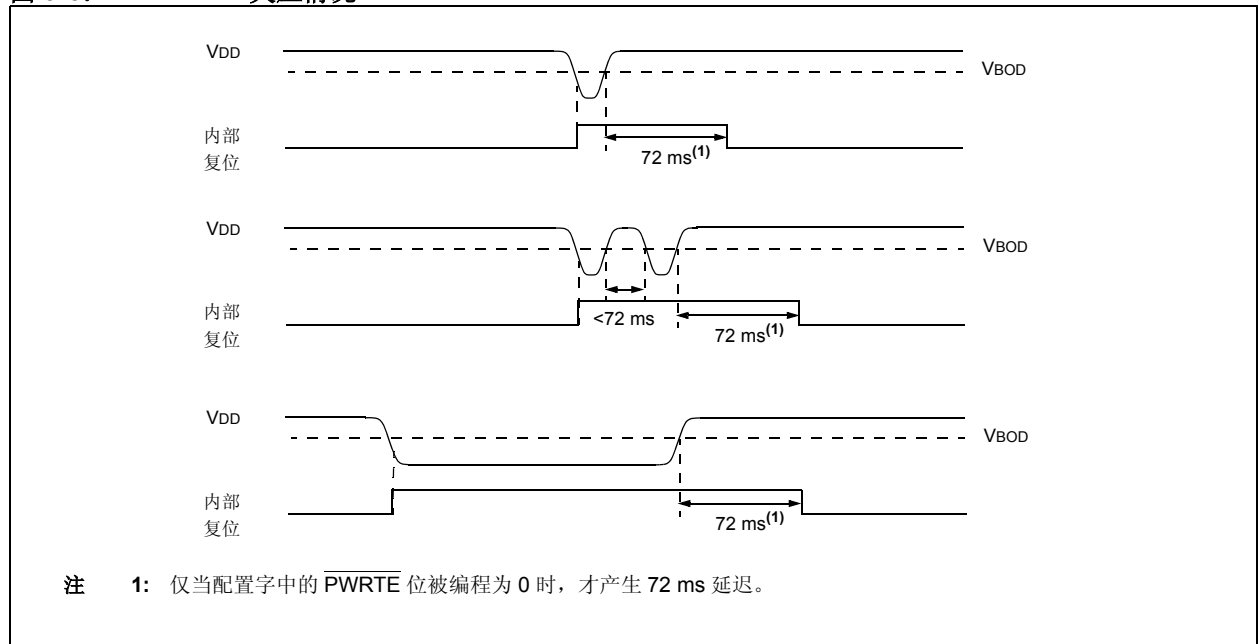 VDD
VBOD
内部
复位
72 ms(1)
VDD
VBOD
内部
复位
<72 ms
72 ms(1)
VDD
VBOD
内部
复位
72 ms(1)
注 1: 仅当配置字中的 PWRTE 位被编程为 0 时，才产生 72 ms 延迟。